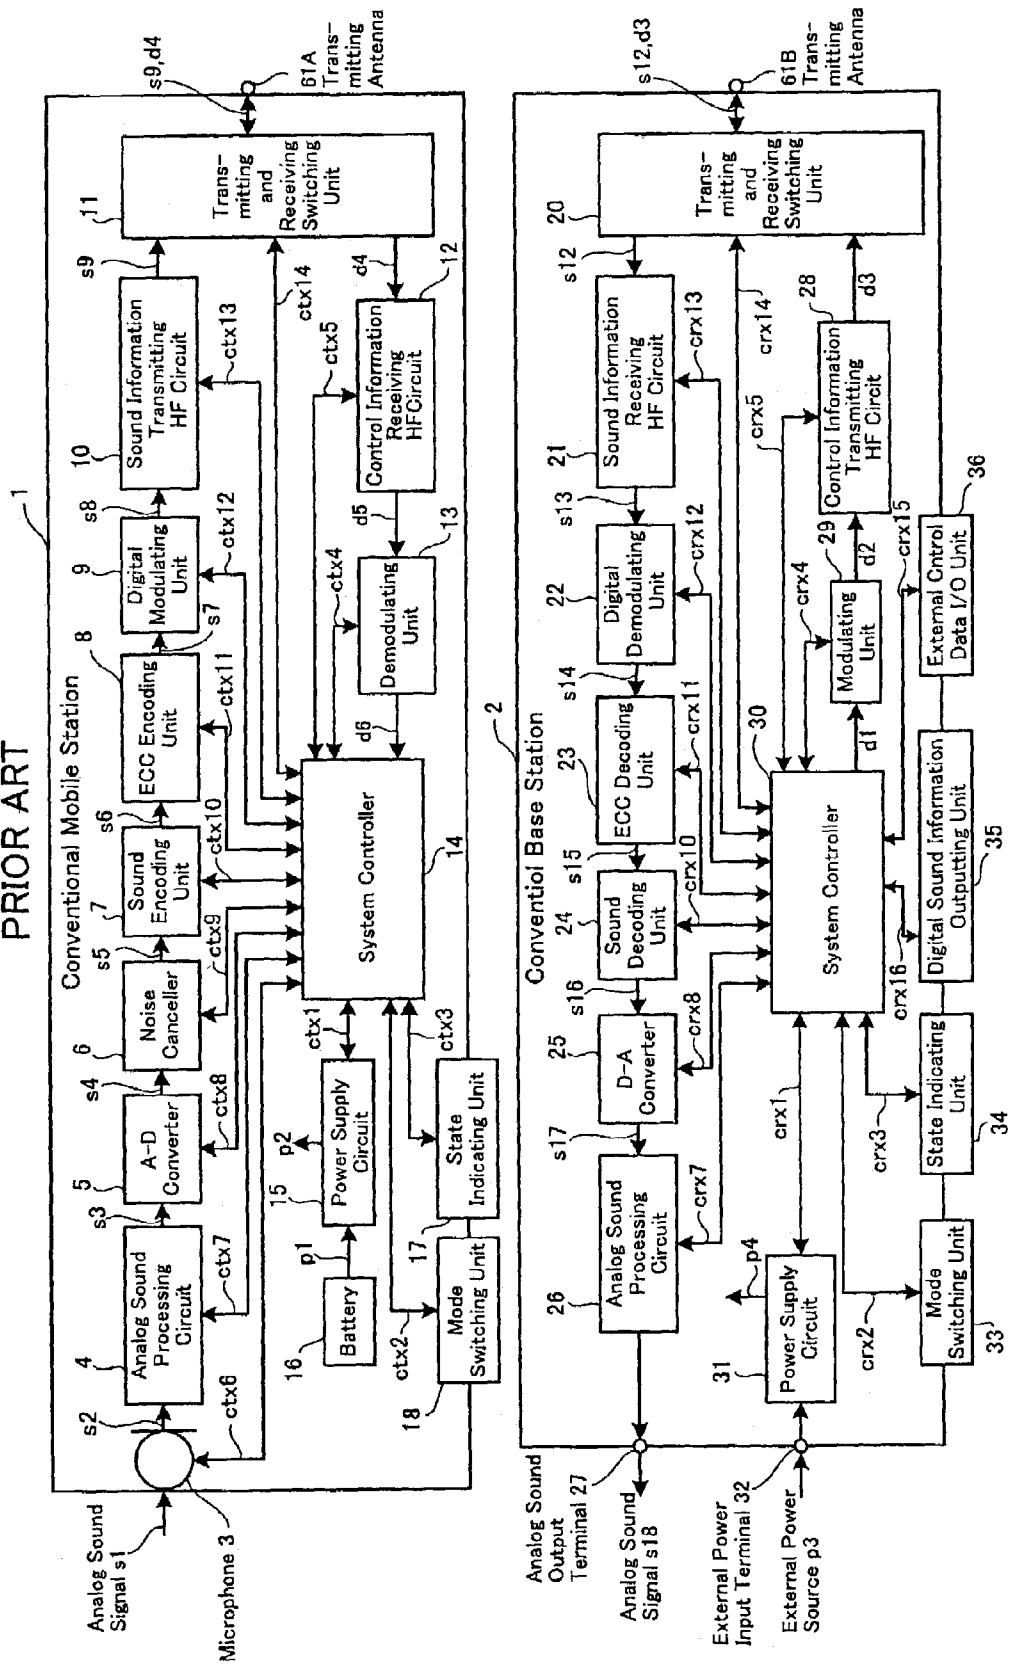 PRIOR ART
1
Conventional Mobile Station
Analog Sound
Signal s1
Microphone 3
s2
4
Analog Sound
Processing
Circuit
s3
5
A-D
Converter
s4
6
Noise
Canceller
s5
7
Sound
Encoding
Unit
s6
8
ECC Encoding
Unit
s7
9
Digital
Modulating
Unit
s8
10
Sound Information
Transmitting
HF Circuit
s9
11
Trans-
mitting
and
Receiving
Switching
Unit
s9,d4
61A
Trans-
mitting
Antenna
ctx6
ctx7
ctx8
ctx9
ctx10
ctx11
ctx12
ctx13
ctx14
ctx5
ctx4
d4
12
Control Information
Receiving
HFCircuit
d5
13
Demodulating
Unit
d6
System Controller
14
ctx1
ctx3
ctx2
p2
15
Power Supply
Circuit
p1
16
Battery
17
State
Indicating Unit
18
Mode
Switching Unit
2
Conventiol Base Station
s12,d3
61B
Trans-
mitting
Antenna
20
Trans-
mitting
and
Receiving
Switching
Unit
s12
21
Sound Information
Receiving
HF Circuit
s13
22
Digital
Demodulating
Unit
s14
23
ECC Decoding
Unit
s15
24
Sound
Decoding
Unit
s16
25
D-A
Converter
s17
26
Analog Sound
Processing
Circuit
Analog Sound
Output
Terminal 27
Analog Sound
Signal s18
crx7
crx8
crx10
crx11
crx12
crx13
crx14
crx5
crx4
30
System Controller
d1
29
Modulating
Unit
d2
28
Control Information
Transmitting
HF Circit
d3
crx15
crx16
crx1
crx3
crx2
p4
31
Power Supply
Circuit
External Power
Input Terminal 32
External Power
Source p3
Mode
Switching Unit
33
State Indicating
Unit
34
Digital Sound Information
Outputting Unit
35
External Cntrol
Data I/O Unit
36